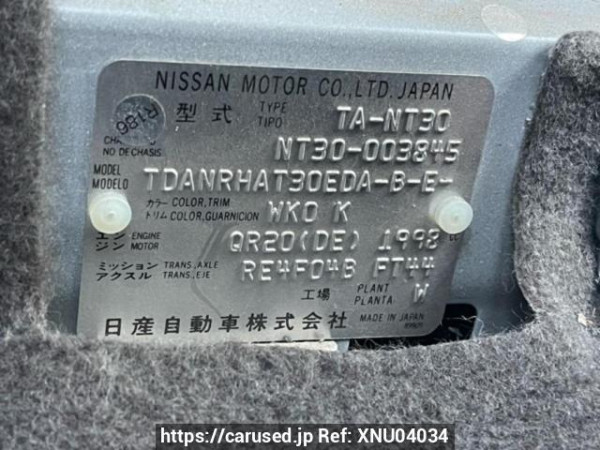 NISSAN MOTOR CO.,LTD. JAPAN
型式 TYPE TIPO TA-NT30
NO DE CHASIS NT30-003845
MODEL MODELO TDANRHAT30EDA-B-E-
カラー COLOR,TRIM
トリム COLOR,GUARNICION WK0 K
エンジン ENGINE MOTOR QR20(DE) 1998 cc
ミッション TRANS,AXLE
アクスル TRANS,EJE RE4F04B FT44
工場 PLANT PLANTA W
日産自動車株式会社 MADE IN JAPAN
https://carused.jp Ref: XNU04034